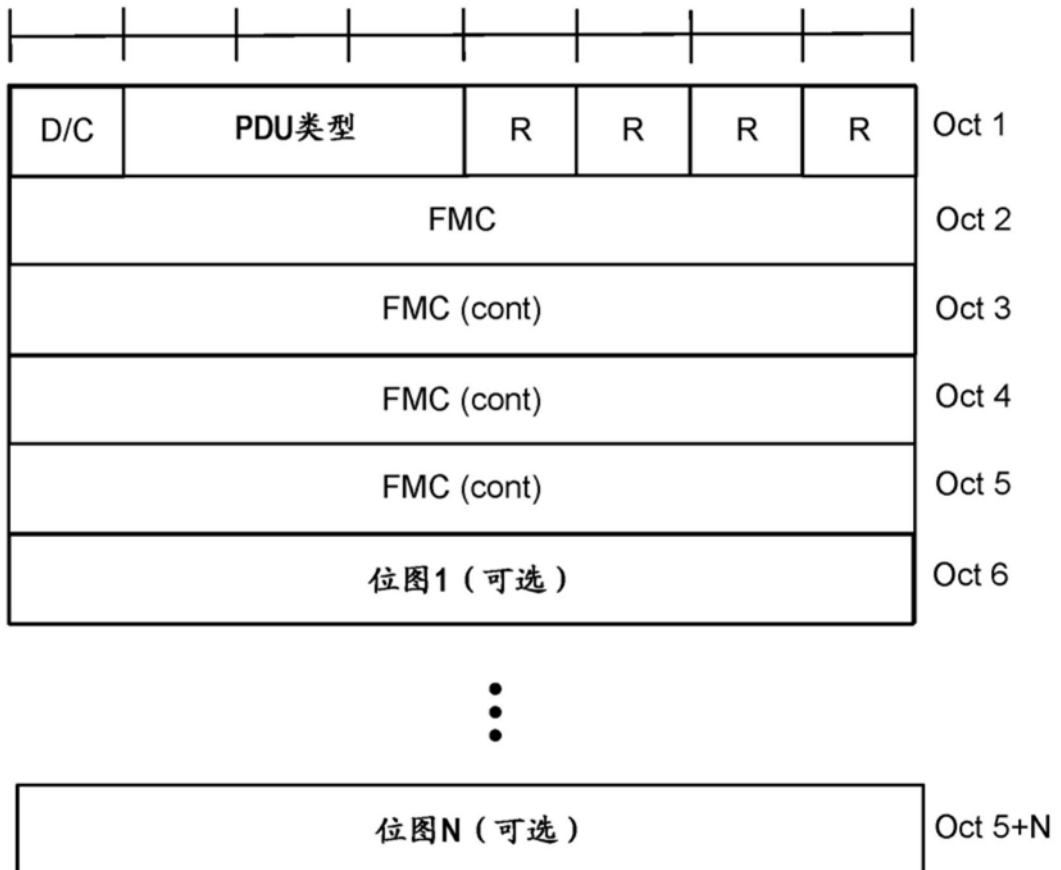 D/C PDU类型 R R R R Oct 1
FMC Oct 2
FMC (cont) Oct 3
FMC (cont) Oct 4
FMC (cont) Oct 5
位图1（可选） Oct 6
位图N（可选） Oct 5+N